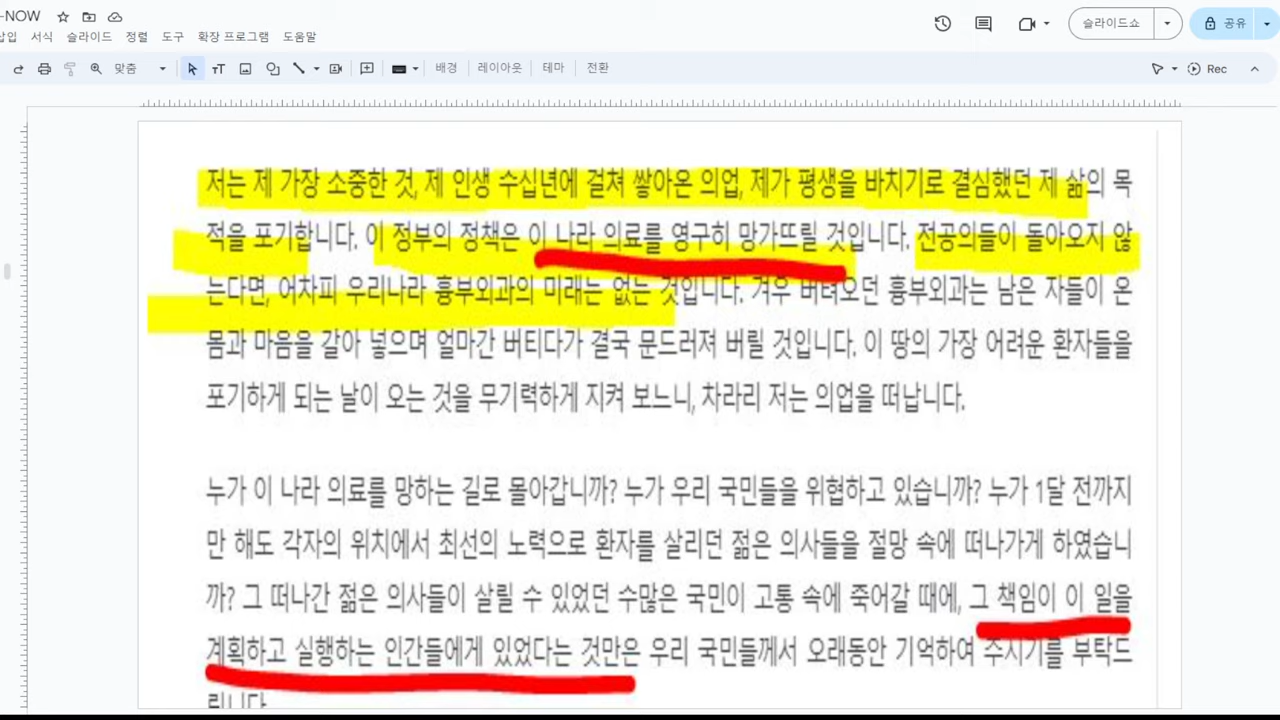 -NOW
삽입 서식 슬라이드 정렬 도구 확장 프로그램 도움말
슬라이드쇼
공유
맞춤
배경 레이아웃 테마 전환
Rec
저는 제 가장 소중한 것, 제 인생 수십년에 걸쳐 쌓아온 의업, 제가 평생을 바치기로 결심했던 제 삶의 목
적을 포기합니다. 이 정부의 정책은 이 나라 의료를 영구히 망가뜨릴 것입니다. 전공의들이 돌아오지 않
는다면, 어차피 우리나라 흉부외과의 미래는 없는 것입니다. 겨우 버텨오던 흉부외과는 남은 자들이 온
몸과 마음을 갈아 넣으며 얼마간 버티다가 결국 문드러져 버릴 것입니다. 이 땅의 가장 어려운 환자들을
포기하게 되는 날이 오는 것을 무기력하게 지켜 보느니, 차라리 저는 의업을 떠납니다.
누가 이 나라 의료를 망하는 길로 몰아갑니까? 누가 우리 국민들을 위협하고 있습니까? 누가 1달 전까지
만 해도 각자의 위치에서 최선의 노력으로 환자를 살리던 젊은 의사들을 절망 속에 떠나가게 하였습니
까? 그 떠나간 젊은 의사들이 살릴 수 있었던 수많은 국민이 고통 속에 죽어갈 때에, 그 책임이 이 일을
계획하고 실행하는 인간들에게 있었다는 것만은 우리 국민들께서 오래동안 기억하여 주시기를 부탁드
립니다